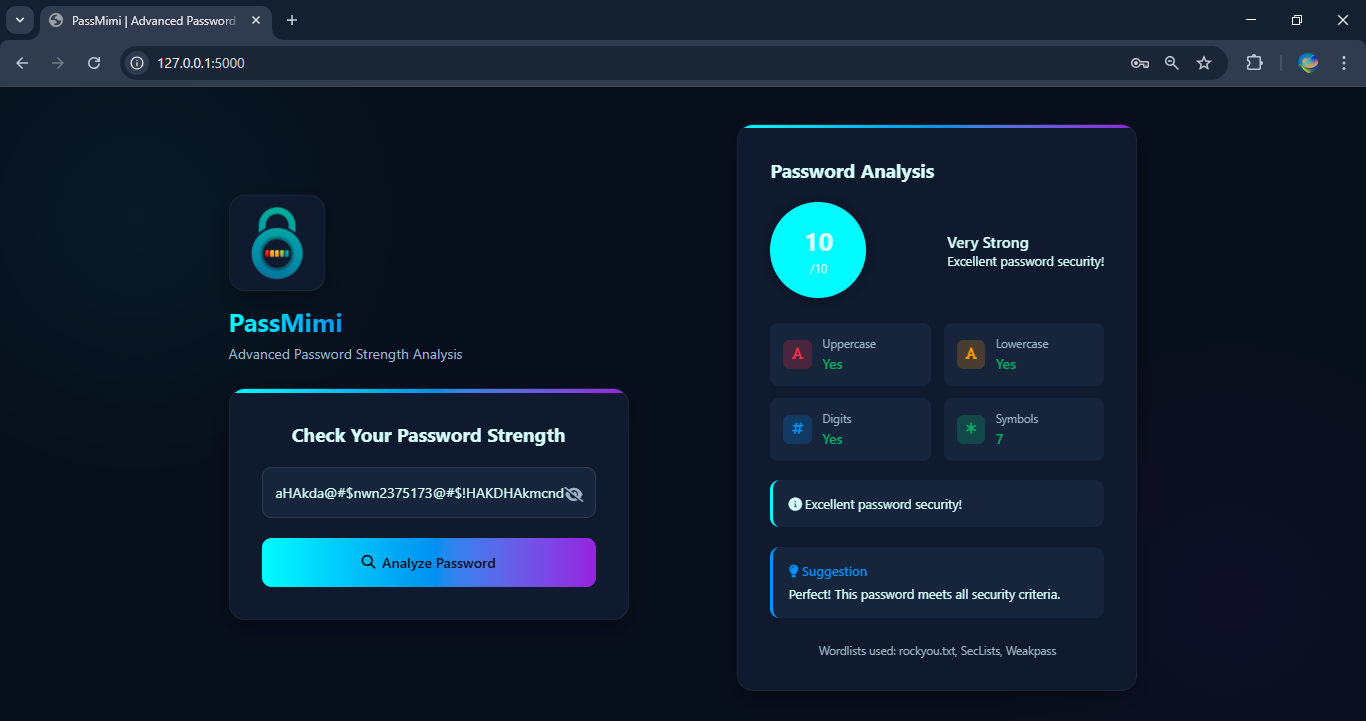 PassMimi | Advanced Password
127.0.0.1:5000
PassMimi
Advanced Password Strength Analysis
Check Your Password Strength
aHAkda@#$nwn2375173@#$!HAKDHAkmcnd
Analyze Password
Password Analysis
10
/10
Very Strong
Excellent password security!
A
Uppercase
Yes
A
Lowercase
Yes
#
Digits
Yes
*
Symbols
7
Excellent password security!
Suggestion
Perfect! This password meets all security criteria.
Wordlists used: rockyou.txt, SecLists, Weakpass